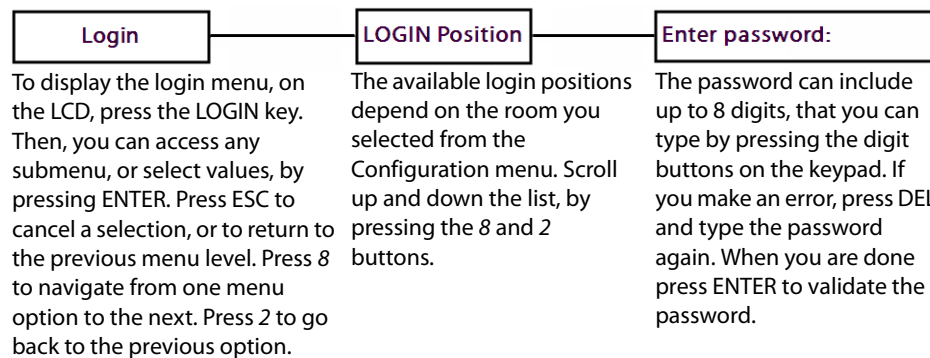 Login
To display the login menu, on
the LCD, press the LOGIN key.
Then, you can access any
submenu, or select values, by
pressing ENTER. Press ESC to
cancel a selection, or to return to
the previous menu level. Press 8
to navigate from one menu
option to the next. Press 2 to go
back to the previous option.
LOGIN Position
The available login positions
depend on the room you
selected from the
Configuration menu. Scroll
up and down the list, by
pressing the 8 and 2
buttons.
Enter password:
The password can include
up to 8 digits, that you can
type by pressing the digit
buttons on the keypad. If
you make an error, press DEL
and type the password
again. When you are done
press ENTER to validate the
password.